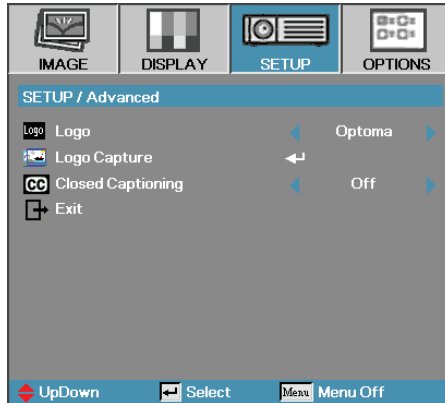 IMAGE DISPLAY SETUP OPTIONS
SETUP / Advanced
Logo Logo Optoma
Logo Capture
CC Closed Captioning Off
Exit
UpDown Select Menu Menu Off